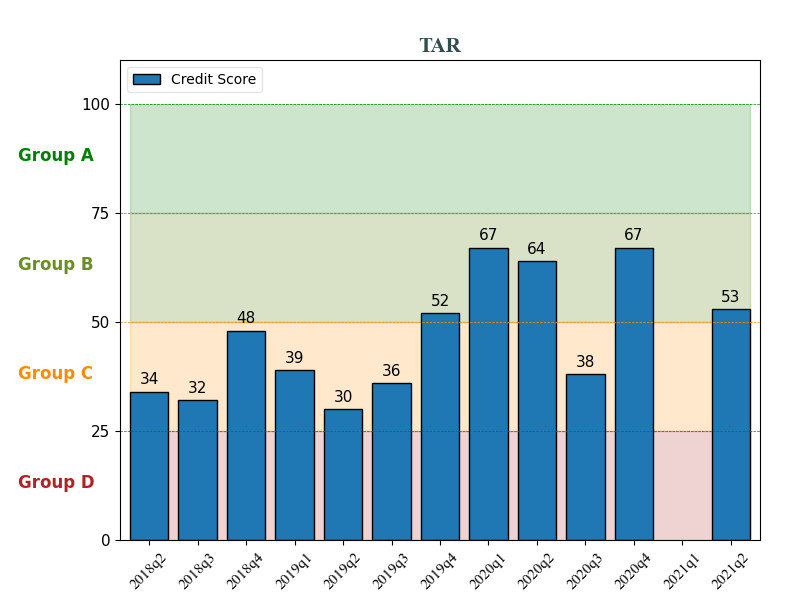 TAR
Credit Score
100
Group A
75
67
67
64
Group B
53
52
50
48
39
38
36
Group C
34
32
30
25
Group D
0
2018q2
2018q3
2018q4
2019q1
2019q2
2019q3
2019q4
2020q1
2020q2
2020q3
2020q4
2021q1
2021q2